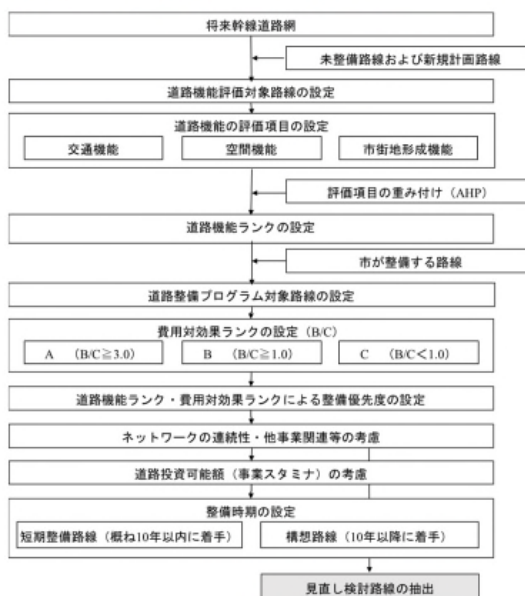 将来幹線道路網
未整備路線および新規計画路線
道路機能評価対象路線の設定
道路機能の評価項目の設定
交通機能 空間機能 市街地形成機能
評価項目の重み付け（AHP）
道路機能ランクの設定
市が整備する路線
道路整備プログラム対象路線の設定
費用対効果ランクの設定（B/C）
A （B/C≧3.0） B （B/C≧1.0） C （B/C＜1.0）
道路機能ランク・費用対効果ランクによる整備優先度の設定
ネットワークの連続性・他事業関連等の考慮
道路投資可能額（事業スタミナ）の考慮
整備時期の設定
短期整備路線（概ね10年以内に着手） 構想路線（10年以降に着手）
見直し検討路線の抽出